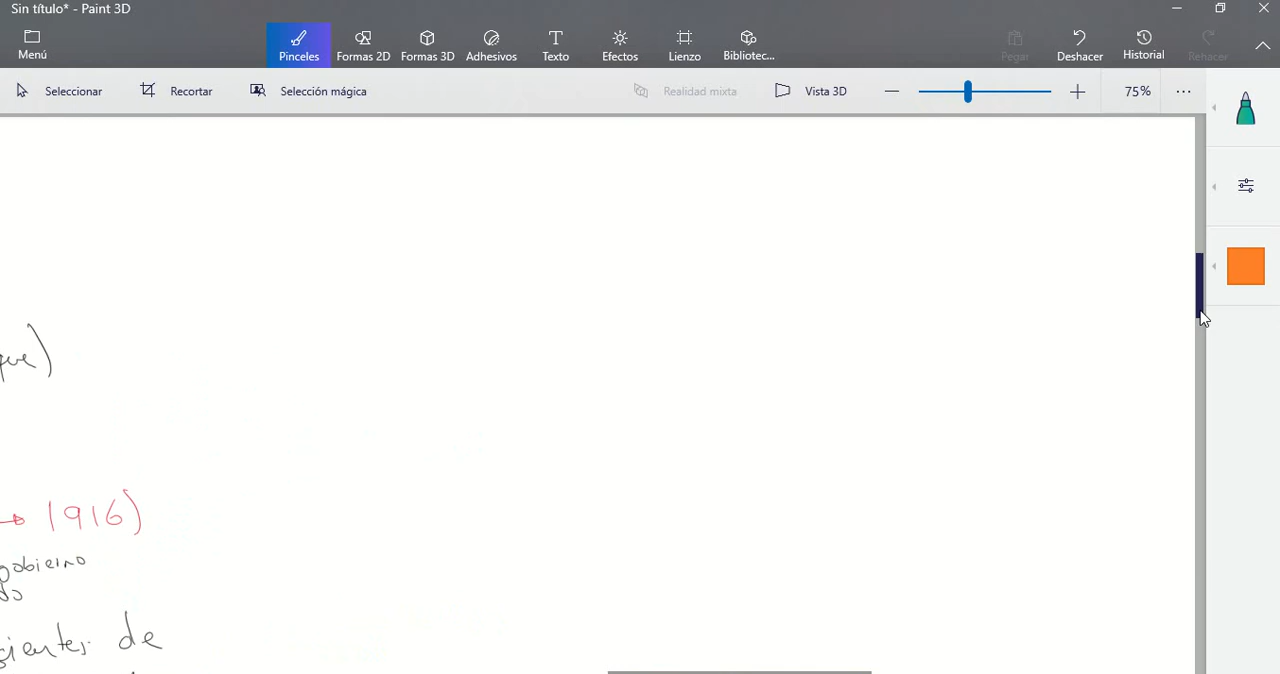 Sin título* - Paint 3D
Menú
Pinceles Formas 2D Formas 3D Adhesivos Texto Efectos Lienzo Bibliotec... Pegar Deshacer Historial Rehacer
Seleccionar Recortar Selección mágica Realidad mixta Vista 3D 75%
que)
→ 1916)
gobierno
do
cientes de